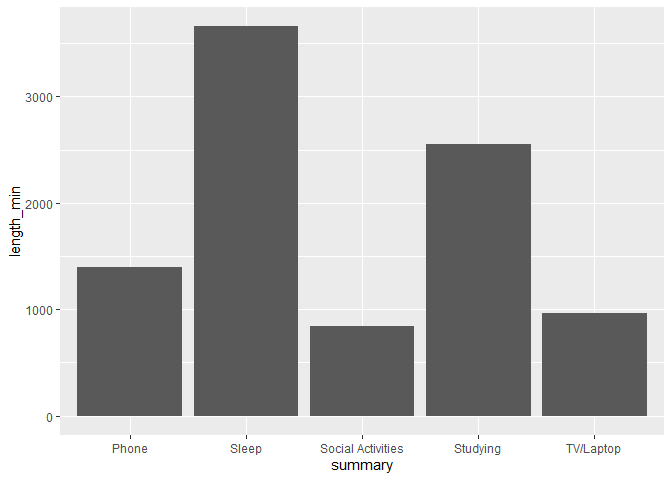 3000
2000
1000
0
length_min
Phone Sleep Social Activities Studying TV/Laptop
summary